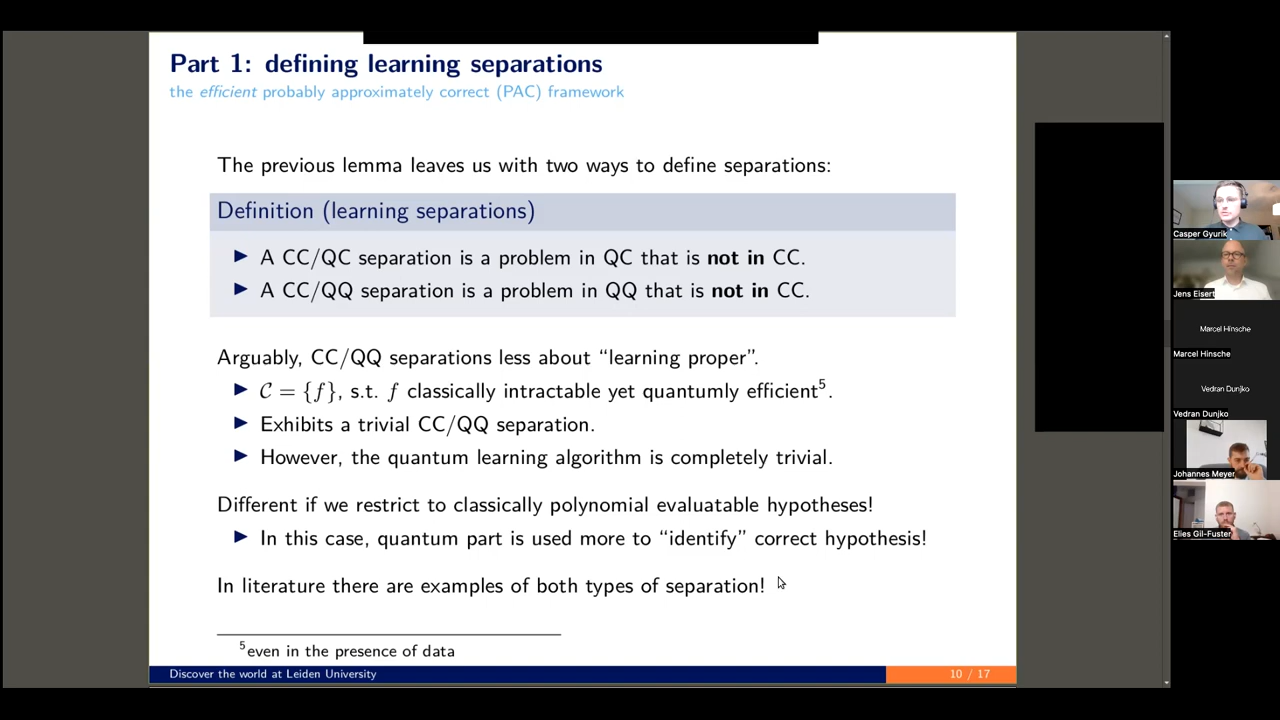 Part 1: defining learning separations
the efficient probably approximately correct (PAC) framework
The previous lemma leaves us with two ways to define separations:
Definition (learning separations)
▶ A CC/QC separation is a problem in QC that is not in CC.
▶ A CC/QQ separation is a problem in QQ that is not in CC.
Arguably, CC/QQ separations less about “learning proper”.
▶ 𝒞 = {f}, s.t. f classically intractable yet quantumly efficient⁵.
▶ Exhibits a trivial CC/QQ separation.
▶ However, the quantum learning algorithm is completely trivial.
Different if we restrict to classically polynomial evaluatable hypotheses!
▶ In this case, quantum part is used more to “identify” correct hypothesis!
In literature there are examples of both types of separation!
⁵even in the presence of data
Discover the world at Leiden University
10 / 17
Casper Gyurik
Jens Eisert
Marcel Hinsche
Marcel Hinsche
Vedran Dunjko
Vedran Dunjko
Johannes Meyer
Elies Gil-Fuster